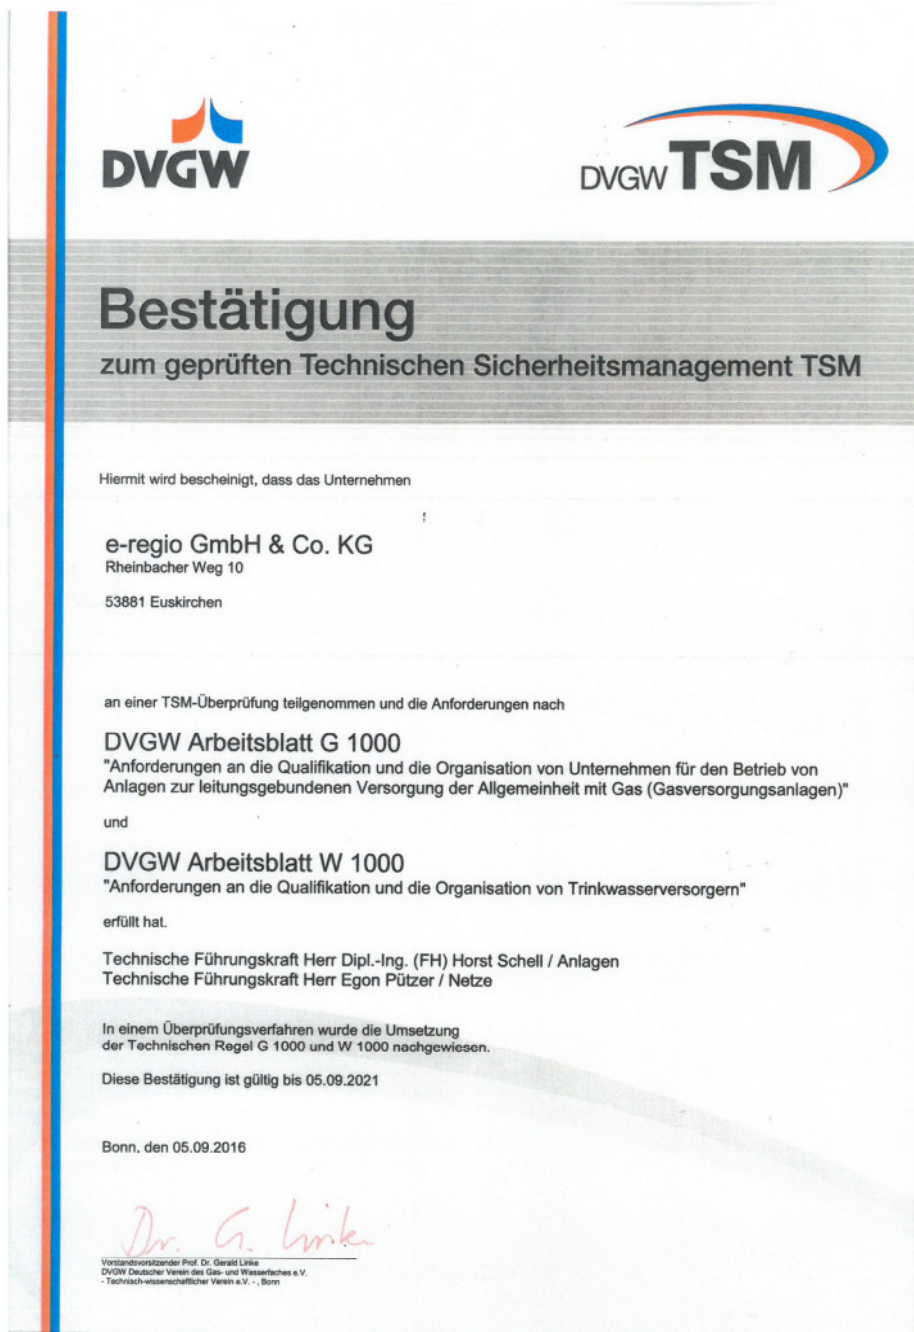 DVGW
DVGW TSM
Bestätigung
zum geprüften Technischen Sicherheitsmanagement TSM
Hiermit wird bescheinigt, dass das Unternehmen
e-regio GmbH & Co. KG
Rheinbacher Weg 10
53881 Euskirchen
an einer TSM-Überprüfung teilgenommen und die Anforderungen nach
DVGW Arbeitsblatt G 1000
"Anforderungen an die Qualifikation und die Organisation von Unternehmen für den Betrieb von
Anlagen zur leitungsgebundenen Versorgung der Allgemeinheit mit Gas (Gasversorgungsanlagen)"
und
DVGW Arbeitsblatt W 1000
"Anforderungen an die Qualifikation und die Organisation von Trinkwasserversorgern"
erfüllt hat.
Technische Führungskraft Herr Dipl.-Ing. (FH) Horst Schell / Anlagen
Technische Führungskraft Herr Egon Pützer / Netze
In einem Überprüfungsverfahren wurde die Umsetzung
der Technischen Regel G 1000 und W 1000 nachgewiesen.
Diese Bestätigung ist gültig bis 05.09.2021
Bonn, den 05.09.2016
Dr. G. Linke
Vorstandsvorsitzender Prof. Dr. Gerald Linke
DVGW Deutscher Verein des Gas- und Wasserfaches e.V.
- Technisch-wissenschaftlicher Verein e.V. - , Bonn